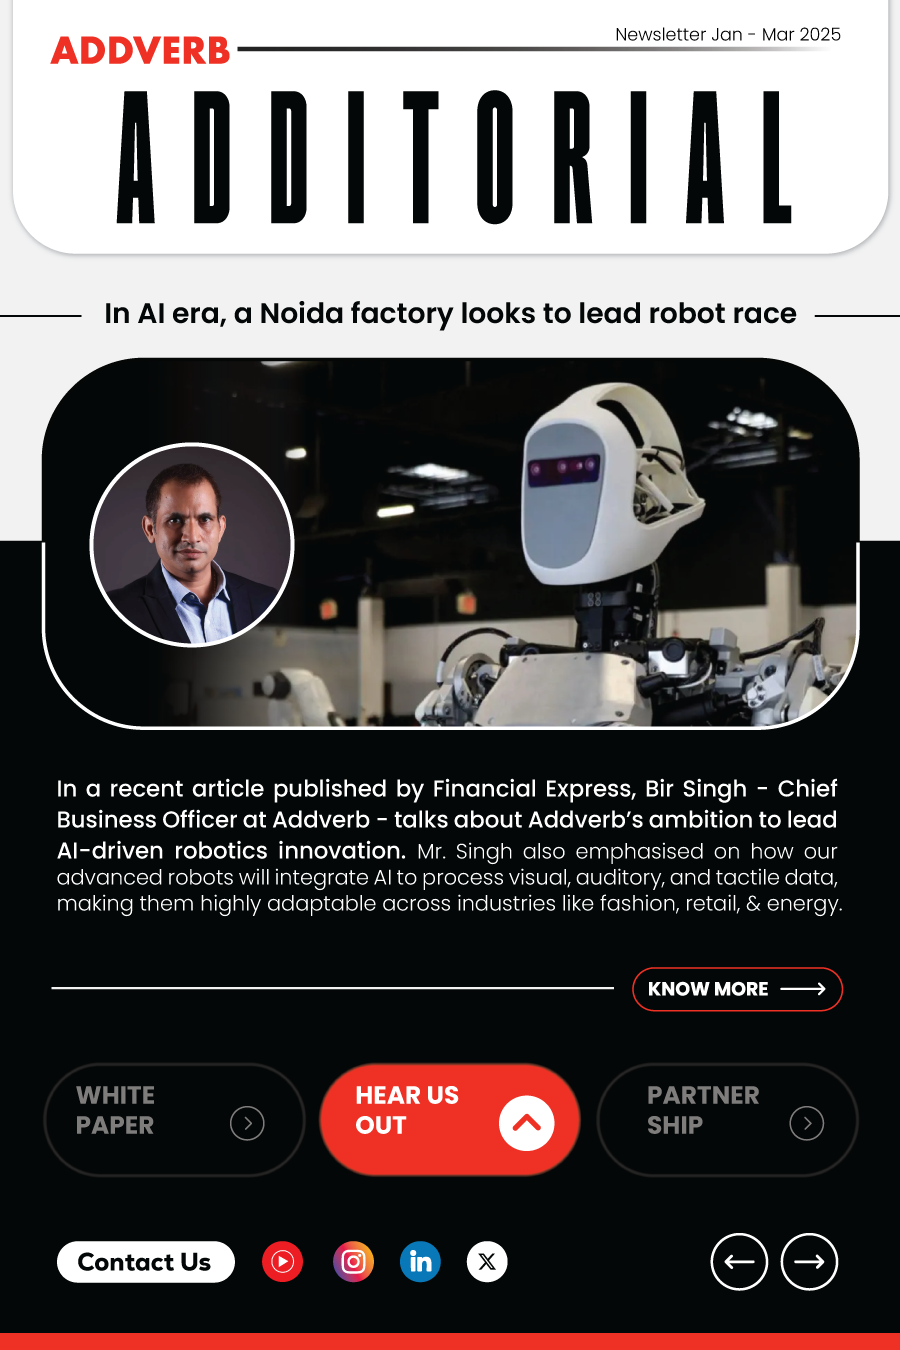 ADDVERB
Newsletter Jan - Mar 2025
ADDITORIAL
In AI era, a Noida factory looks to lead robot race
In a recent article published by Financial Express, Bir Singh - Chief
Business Officer at Addverb - talks about Addverb’s ambition to lead
AI-driven robotics innovation. Mr. Singh also emphasised on how our
advanced robots will integrate AI to process visual, auditory, and tactile data,
making them highly adaptable across industries like fashion, retail, & energy.
KNOW MORE
WHITE
PAPER
HEAR US
OUT
PARTNER
SHIP
Contact Us